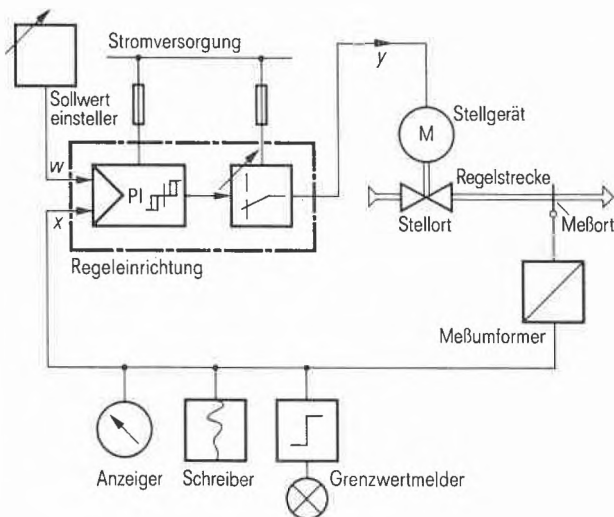 Stromversorgung
y
Sollwert
einsteller
Stellgerät
M
w
PI
Regelstrecke
x
Stellort
Meßort
Regeleinrichtung
Meßumformer
Anzeiger
Schreiber
Grenzwertmelder